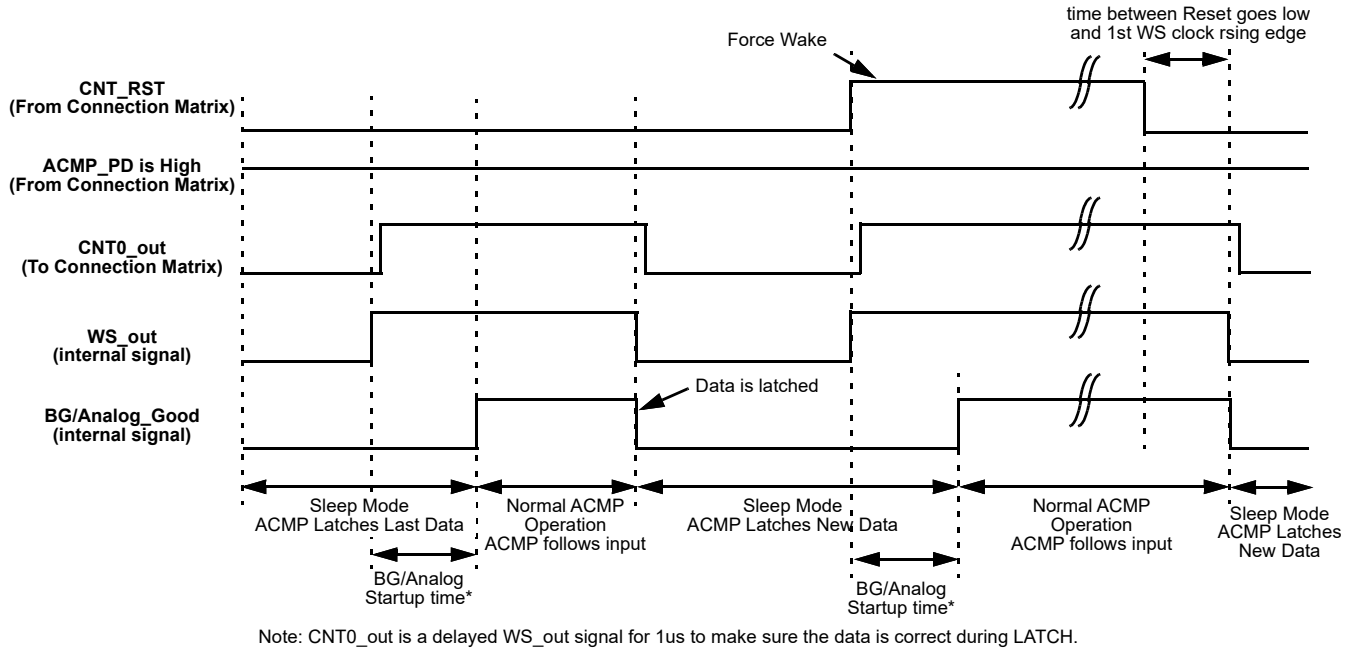 time between Reset goes low
and 1st WS clock rsing edge
Force Wake
CNT_RST
(From Connection Matrix)
ACMP_PD is High
(From Connection Matrix)
CNT0_out
(To Connection Matrix)
WS_out
(internal signal)
Data is latched
BG/Analog_Good
(internal signal)
Sleep Mode
ACMP Latches Last Data
Normal ACMP
Operation
ACMP follows input
Sleep Mode
ACMP Latches New Data
Normal ACMP
Operation
ACMP follows input
Sleep Mode
ACMP Latches
New Data
BG/Analog
Startup time*
BG/Analog
Startup time*
Note: CNT0_out is a delayed WS_out signal for 1us to make sure the data is correct during LATCH.